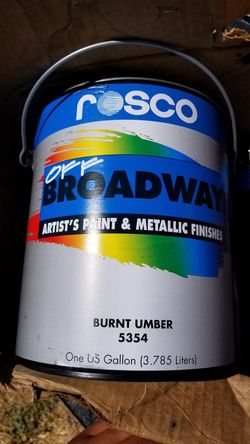 rosco
OFF
BROADWAY
ARTIST'S PAINT & METALLIC FINISHES
BURNT UMBER
5354
One US Gallon (3.785 Liters)